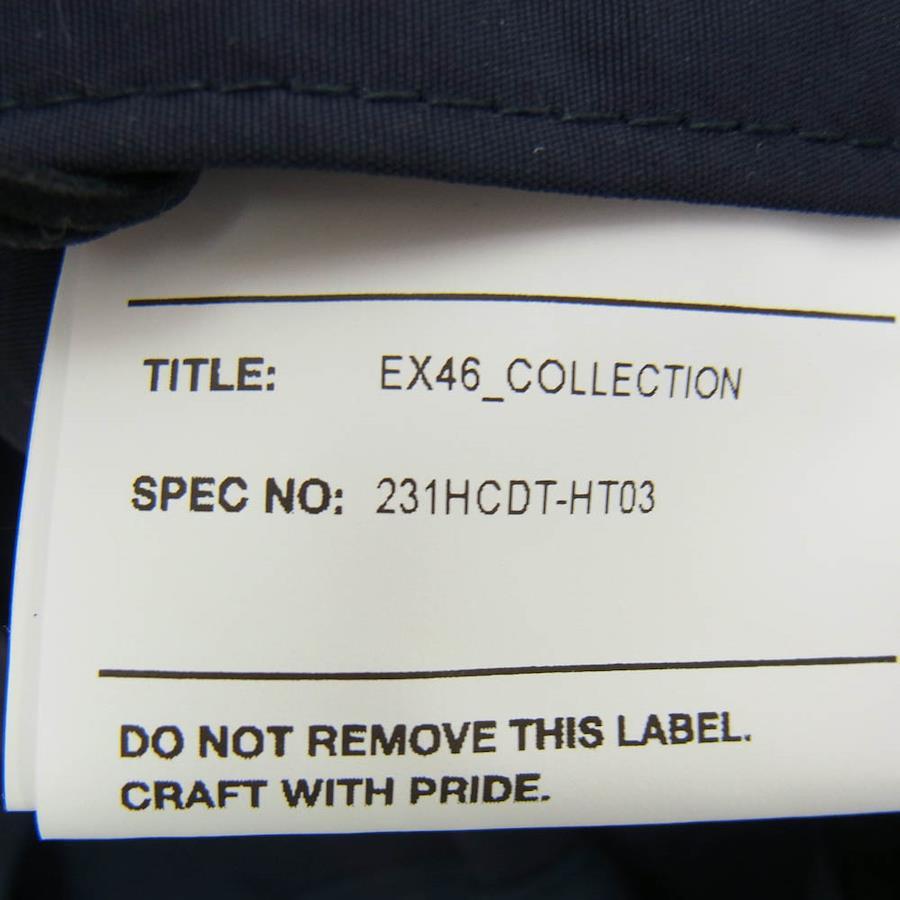 TITLE: EX46_COLLECTION
SPEC NO: 231HCDT-HT03
DO NOT REMOVE THIS LABEL.
CRAFT WITH PRIDE.